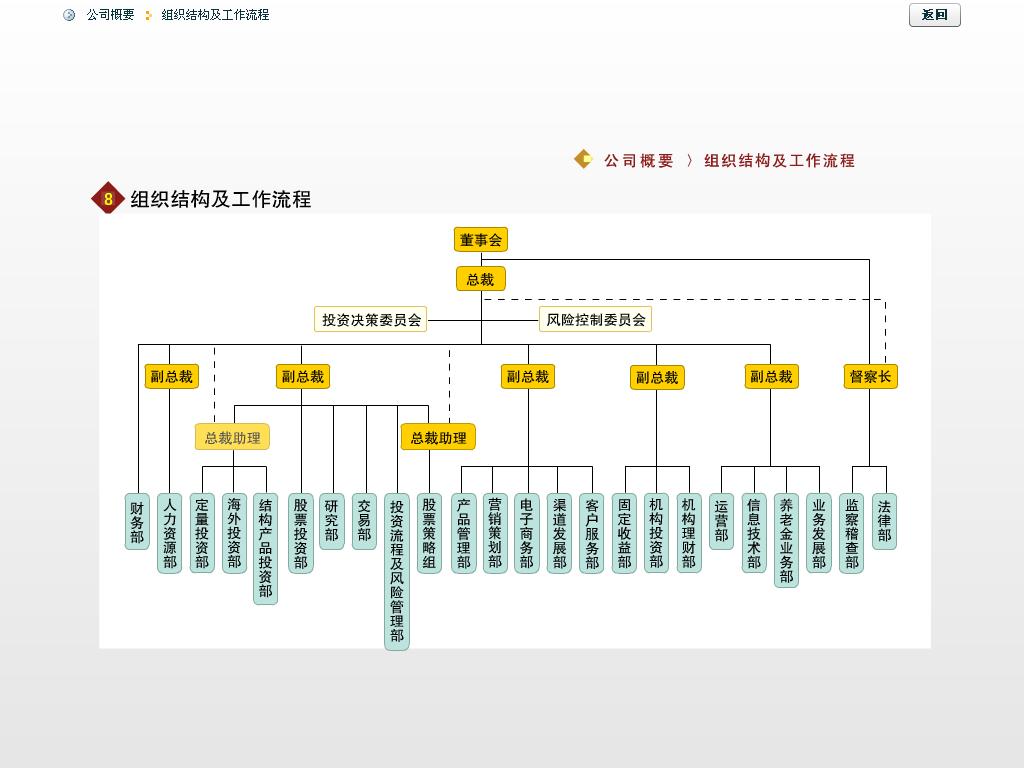 公司概要
组织结构及工作流程
返回
公司概要 〉组织结构及工作流程
8 组织结构及工作流程
董事会
总裁
投资决策委员会
风险控制委员会
副总裁
副总裁
副总裁
副总裁
副总裁
督察长
总裁助理
总裁助理
财务部
人力资源部
定量投资部
海外投资部
结构产品投资部
股票投资部
研究部
交易部
投资流程及风险管理部
股票策略组
产品管理部
营销策划部
电子商务部
渠道发展部
客户服务部
固定收益部
机构投资部
机构理财部
运营部
信息技术部
养老金业务部
业务发展部
监察稽查部
法律部